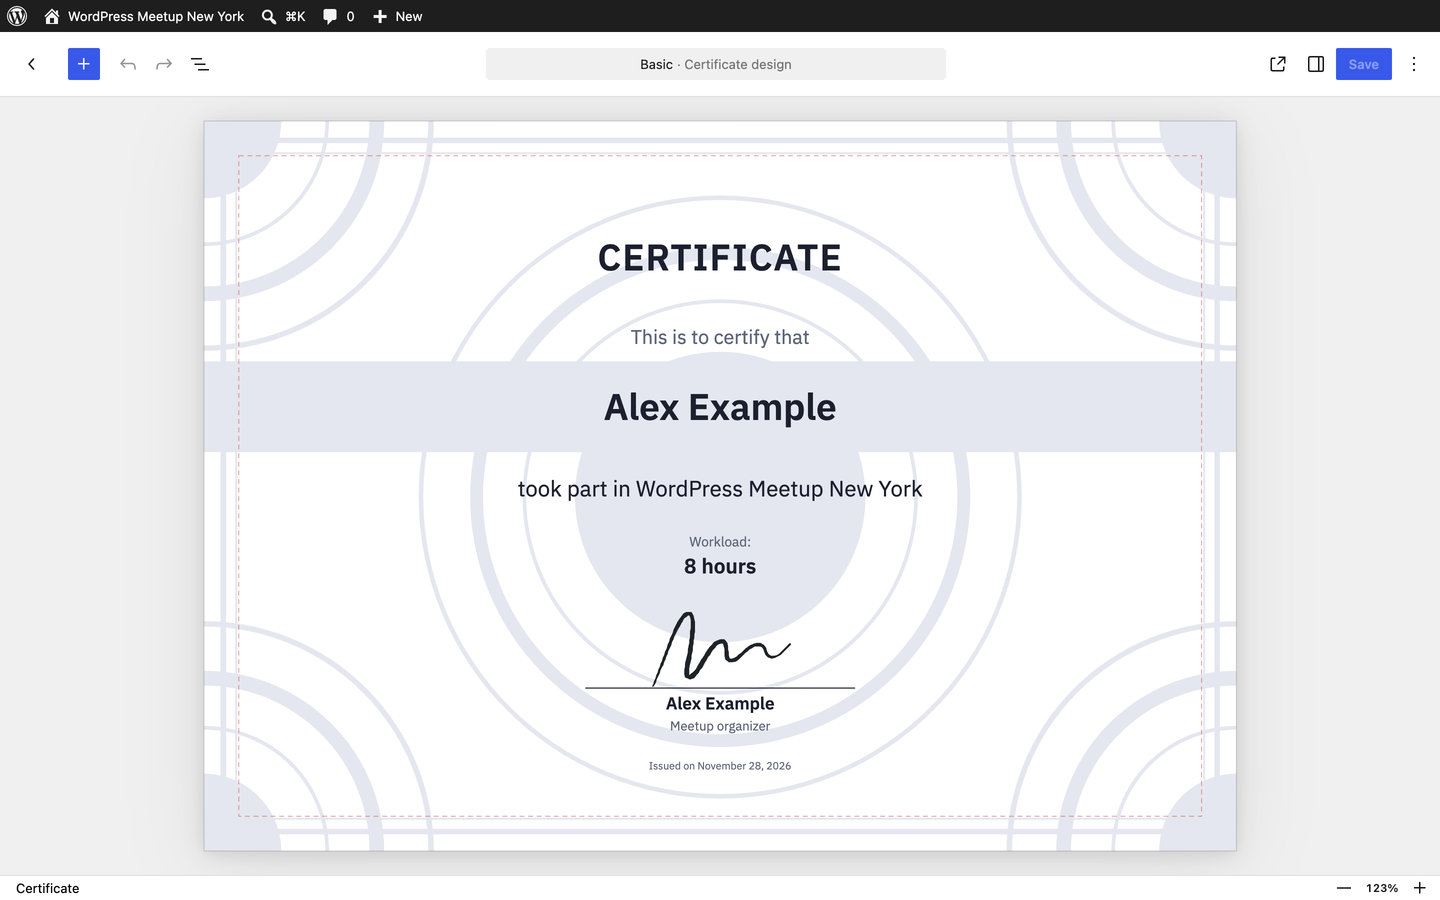 WordPress Meetup New York ⌘K 0 New
Basic · Certificate design
Save
CERTIFICATE
This is to certify that
Alex Example
took part in WordPress Meetup New York
Workload:
8 hours
Alex Example
Meetup organizer
Issued on November 28, 2026
Certificate
123%